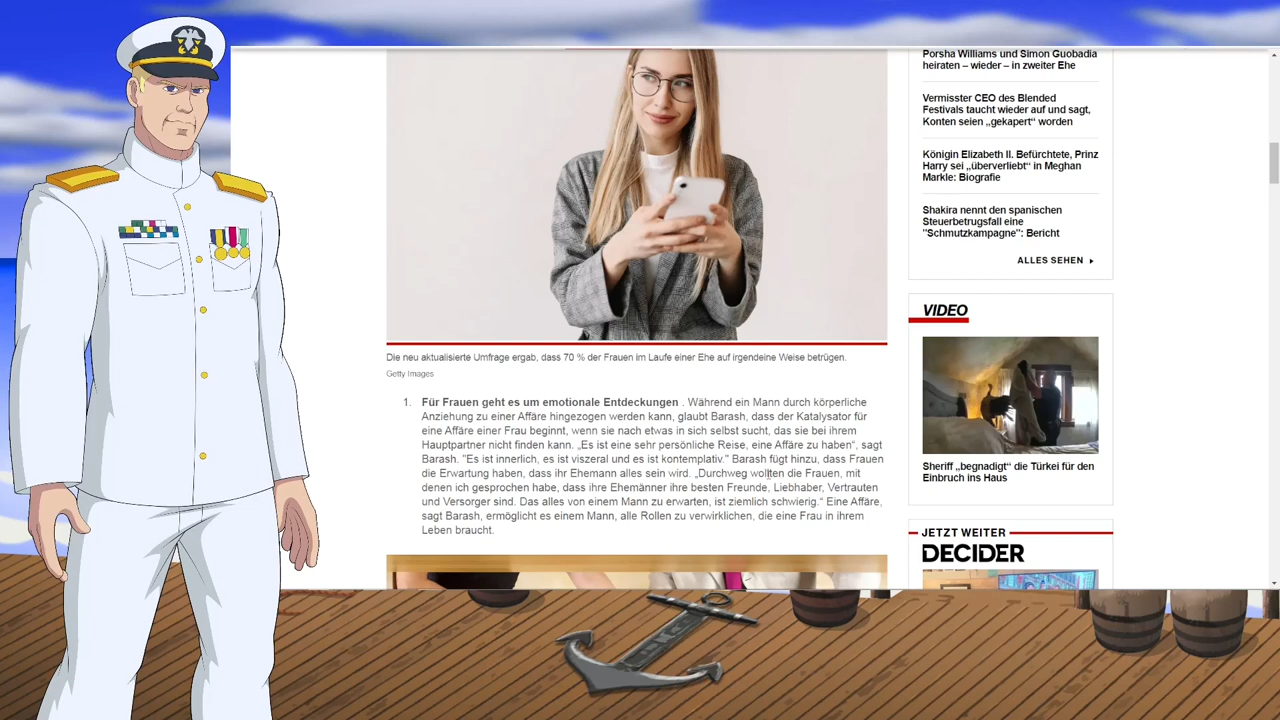 Die neu aktualisierte Umfrage ergab, dass 70 % der Frauen im Laufe einer Ehe auf irgendeine Weise betrügen.
Getty Images
1. Für Frauen geht es um emotionale Entdeckungen . Während ein Mann durch körperliche
Anziehung zu einer Affäre hingezogen werden kann, glaubt Barash, dass der Katalysator für
eine Affäre einer Frau beginnt, wenn sie nach etwas in sich selbst sucht, das sie bei ihrem
Hauptpartner nicht finden kann. „Es ist eine sehr persönliche Reise, eine Affäre zu haben“, sagt
Barash. "Es ist innerlich, es ist viszeral und es ist kontemplativ." Barash fügt hinzu, dass Frauen
die Erwartung haben, dass ihr Ehemann alles sein wird. „Durchweg wollten die Frauen, mit
denen ich gesprochen habe, dass ihre Ehemänner ihre besten Freunde, Liebhaber, Vertrauten
und Versorger sind. Das alles von einem Mann zu erwarten, ist ziemlich schwierig.“ Eine Affäre,
sagt Barash, ermöglicht es einem Mann, alle Rollen zu verwirklichen, die eine Frau in ihrem
Leben braucht.
Porsha Williams und Simon Guobadia
heiraten – wieder – in zweiter Ehe
Vermisster CEO des Blended
Festivals taucht wieder auf und sagt,
Konten seien „gekapert“ worden
Königin Elizabeth II. Befürchtete, Prinz
Harry sei „überverliebt“ in Meghan
Markle: Biografie
Shakira nennt den spanischen
Steuerbetrugsfall eine
"Schmutzkampagne": Bericht
ALLES SEHEN
VIDEO
Sheriff „begnadigt“ die Türkei für den
Einbruch ins Haus
JETZT WEITER
DECIDER